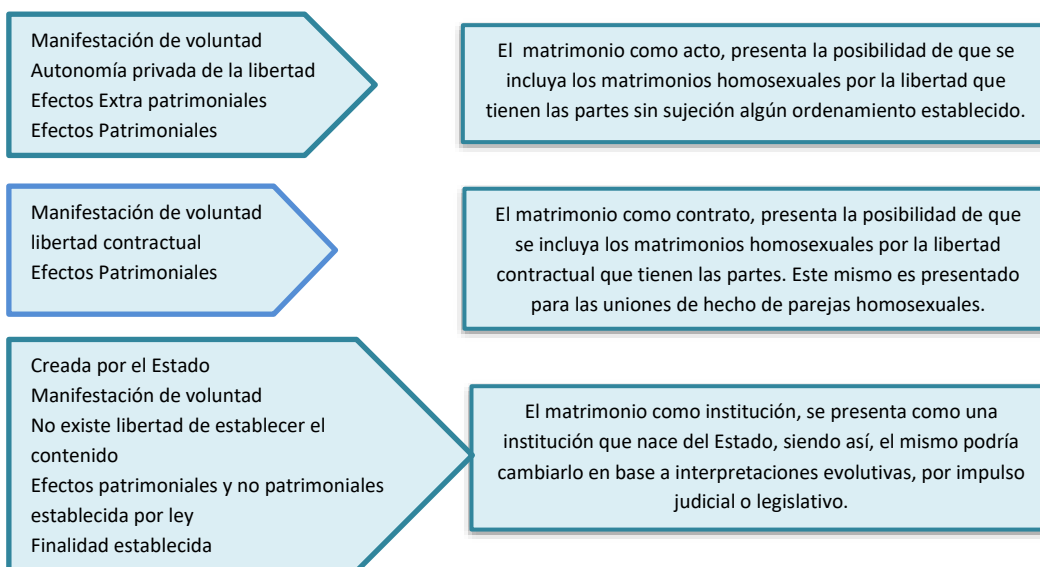 Manifestación de voluntad
Autonomía privada de la libertad
Efectos Extra patrimoniales
Efectos Patrimoniales
El matrimonio como acto, presenta la posibilidad de que se
incluya los matrimonios homosexuales por la libertad que
tienen las partes sin sujeción algún ordenamiento establecido.
Manifestación de voluntad
libertad contractual
Efectos Patrimoniales
El matrimonio como contrato, presenta la posibilidad de que
se incluya los matrimonios homosexuales por la libertad
contractual que tienen las partes. Este mismo es presentado
para las uniones de hecho de parejas homosexuales.
Creada por el Estado
Manifestación de voluntad
No existe libertad de establecer el
contenido
Efectos patrimoniales y no patrimoniales
establecida por ley
Finalidad establecida
El matrimonio como institución, se presenta como una
institución que nace del Estado, siendo así, el mismo podría
cambiarlo en base a interpretaciones evolutivas, por impulso
judicial o legislativo.